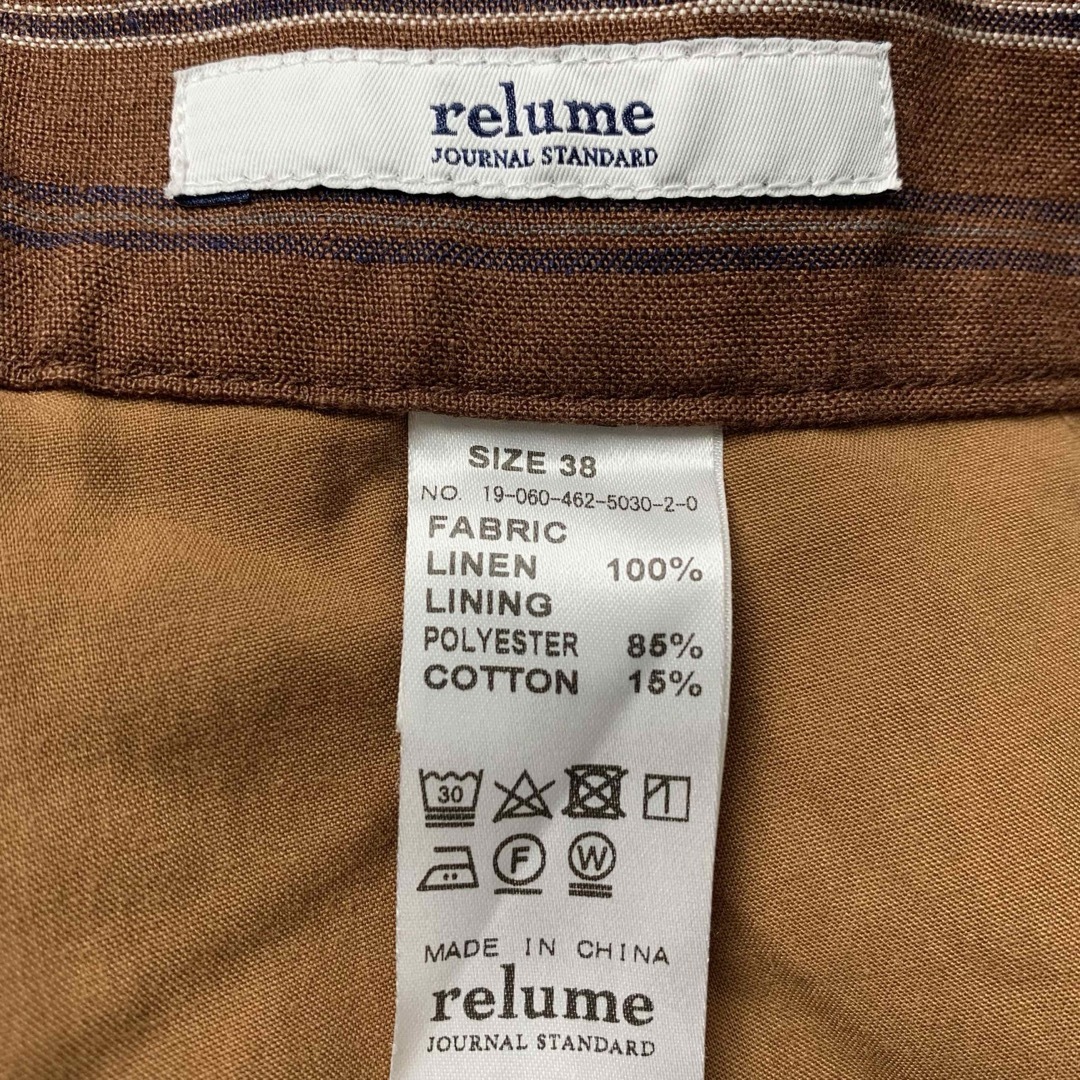 relume
JOURNAL STANDARD
SIZE 38
NO. 19-060-462-5030-2-0
FABRIC
LINEN 100%
LINING
POLYESTER 85%
COTTON 15%
30
F W
MADE IN CHINA
relume
JOURNAL STANDARD